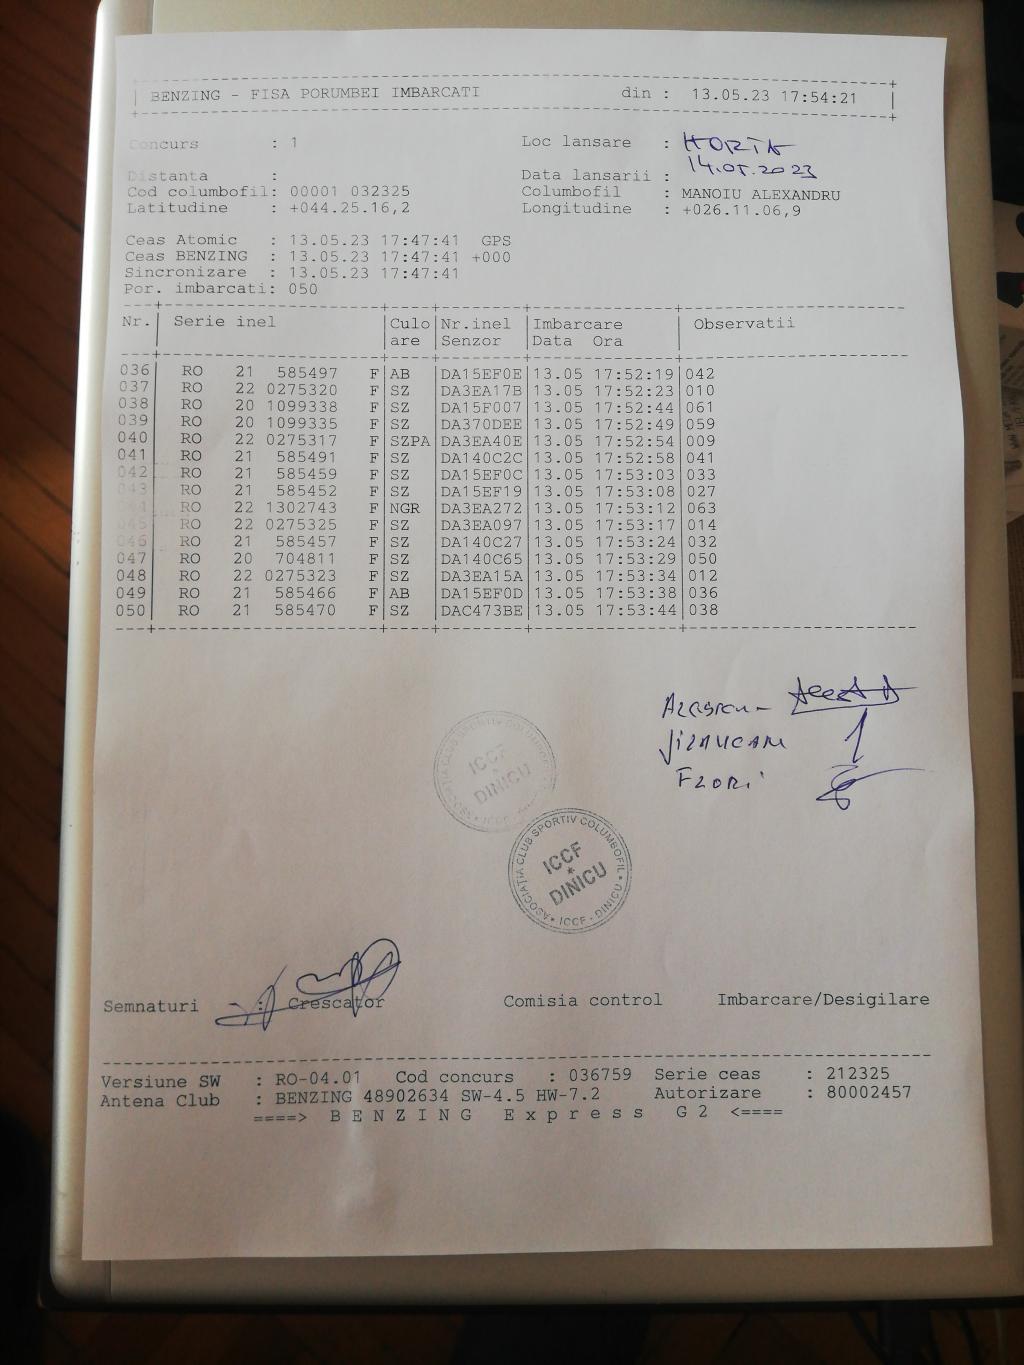 BENZING - FISA PORUMBEI IMBARCATI din : 13.05.23 17:54:21
Concurs : 1 Loc lansare : HORIA
Distanta : Data lansarii : 14.05.2023
Cod columbofil: 00001 032325 Columbofil : MANOIU ALEXANDRU
Latitudine : +044.25.16,2 Longitudine : +026.11.06,9
Ceas Atomic : 13.05.23 17:47:41 GPS
Ceas BENZING : 13.05.23 17:47:41 +000
Sincronizare : 13.05.23 17:47:41
Por. imbarcati: 050
Nr. Serie inel Culo Nr.inel Imbarcare Observatii
are Senzor Data Ora
036 RO 21 585497 F AB DA15EF0E 13.05 17:52:19 042
037 RO 22 0275320 F SZ DA3EA17B 13.05 17:52:23 010
038 RO 20 1099338 F SZ DA15F007 13.05 17:52:44 061
039 RO 20 1099335 F SZ DA370DEE 13.05 17:52:49 059
040 RO 22 0275317 F SZPA DA3EA40E 13.05 17:52:54 009
041 RO 21 585491 F SZ DA140C2C 13.05 17:52:58 041
042 RO 21 585459 F SZ DA15EF0C 13.05 17:53:03 033
043 RO 21 585452 F SZ DA15EF19 13.05 17:53:08 027
044 RO 22 1302743 F NGR DA3EA272 13.05 17:53:12 063
045 RO 22 0275325 F SZ DA3EA097 13.05 17:53:17 014
046 RO 21 585457 F SZ DA140C27 13.05 17:53:24 032
047 RO 20 704811 F SZ DA140C65 13.05 17:53:29 050
048 RO 22 0275323 F SZ DA3EA15A 13.05 17:53:34 012
049 RO 21 585466 F AB DA15EF0D 13.05 17:53:38 036
050 RO 21 585470 F SZ DAC473BE 13.05 17:53:44 038
FLORI
ICCF
DINICU
ASOCIAȚIA CLUB SPORTIV COLUMBOFIL
ICCF
*
DINICU
ICCF - DINICU
Semnaturi : Crescator Comisia control Imbarcare/Desigilare
Versiune SW : RO-04.01 Cod concurs : 036759 Serie ceas : 212325
Antena Club : BENZING 48902634 SW-4.5 HW-7.2 Autorizare : 80002457
====> B E N Z I N G E x p r e s s G 2 <====